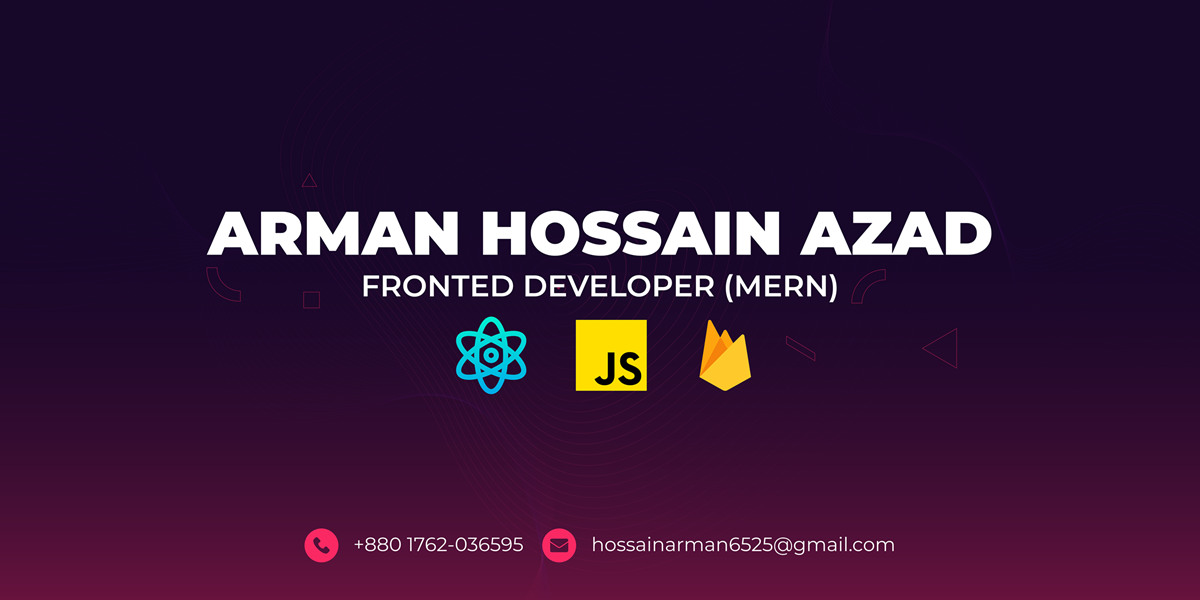 ARMAN HOSSAIN AZAD
FRONTED DEVELOPER (MERN)
JS
+880 1762-036595 hossainarman6525@gmail.com